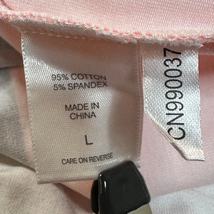 95% COTTON
5% SPANDEX
MADE IN
CHINA
L
CARE ON REVERSE
CN990037